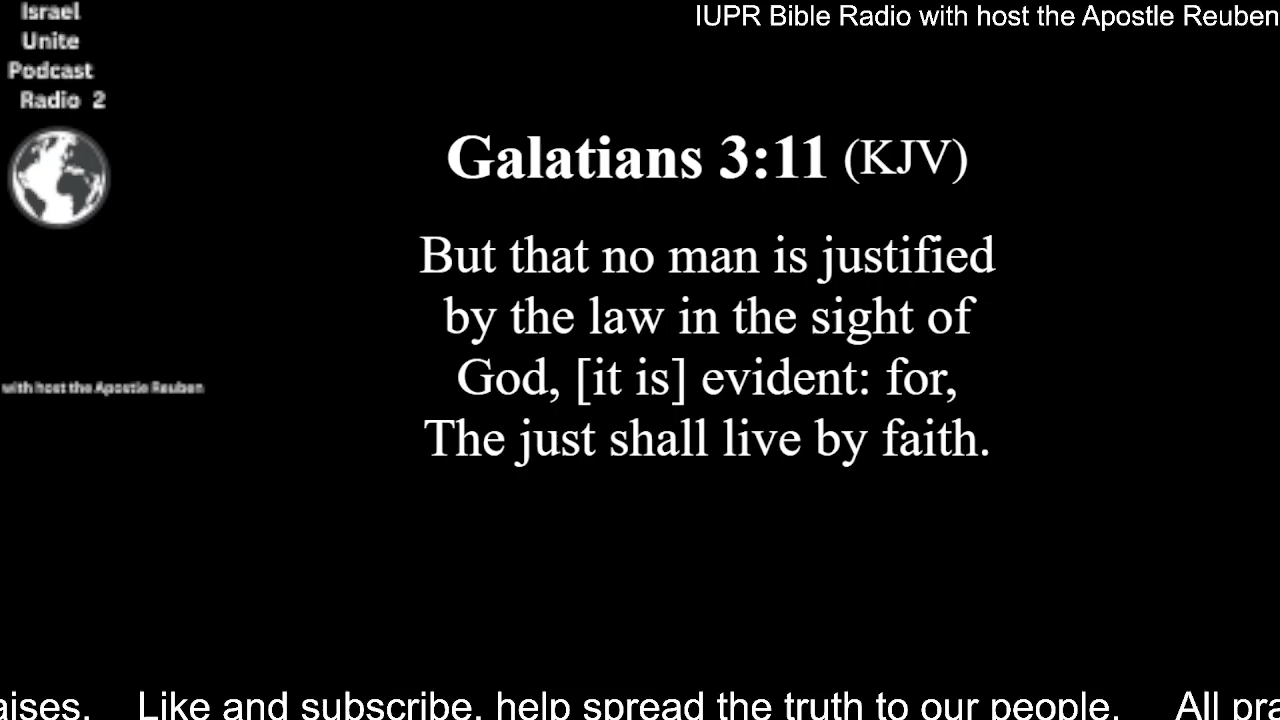 Israel
Unite
Podcast
Radio 2
IUPR Bible Radio with host the Apostle Reuben
Galatians 3:11 (KJV)
But that no man is justified
by the law in the sight of
God, [it is] evident: for,
The just shall live by faith.
with host the Apostle Reuben
aises. Like and subscribe, help spread the truth to our people. All pra